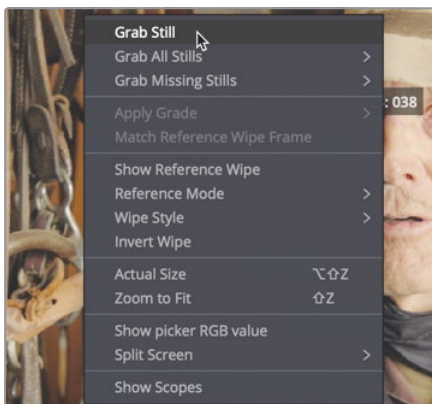 Grab Still
Grab All Stills >
Grab Missing Stills >
: 038
Apply Grade >
Match Reference Wipe Frame
Show Reference Wipe
Reference Mode >
Wipe Style >
Invert Wipe
Actual Size ⌥⇧Z
Zoom to Fit ⇧Z
Show picker RGB value
Split Screen >
Show Scopes